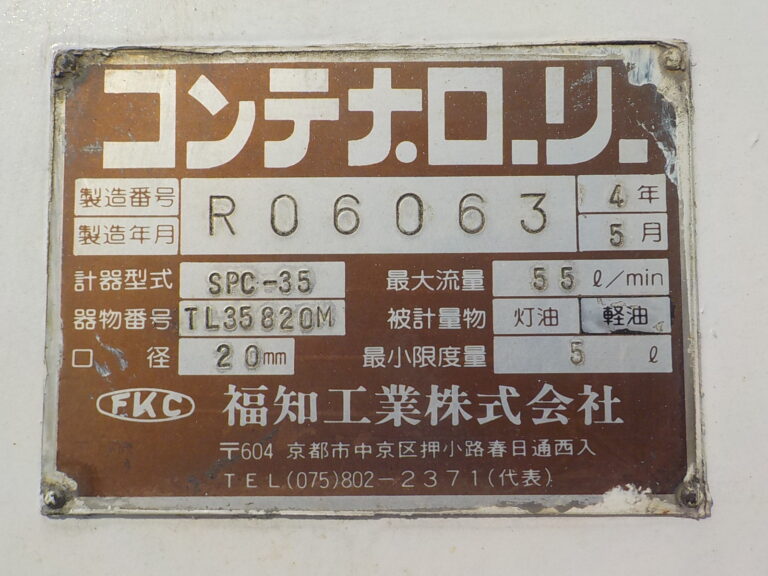 コンテナローリー
製造番号 R06063 4年
製造年月 5月
計器型式 SPC-35 最大流量 55 ℓ/min
器物番号 TL35820M 被計量物 灯油 軽油
口径 20mm 最小限度量 5 ℓ
FKC 福知工業株式会社
〒604 京都市中京区押小路春日通西入
TEL(075)802-2371(代表)